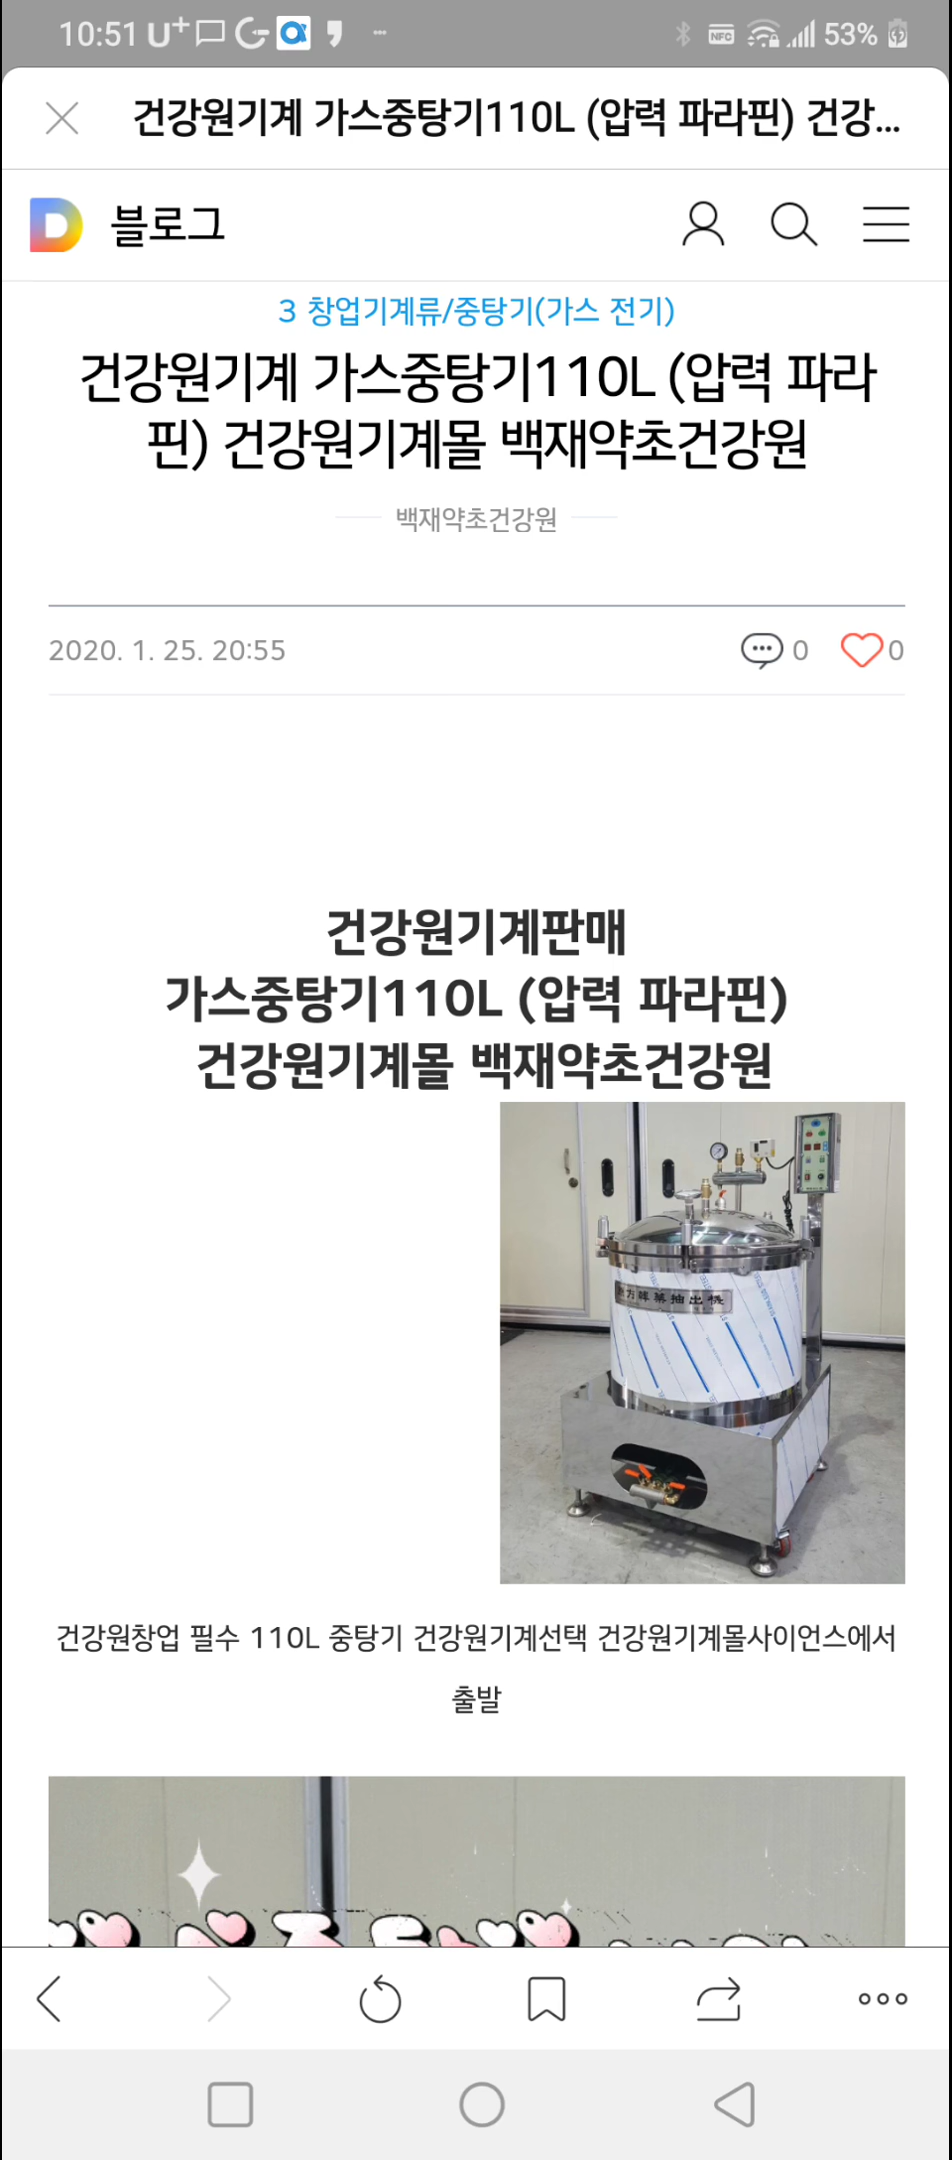 10:51 U+ 53%
건강원기계 가스중탕기110L (압력 파라핀) 건강...
블로그
3 창업기계류/중탕기(가스 전기)
건강원기계 가스중탕기110L (압력 파라
핀) 건강원기계몰 백재약초건강원
백재약초건강원
2020. 1. 25. 20:55 0 0
건강원기계판매
가스중탕기110L (압력 파라핀)
건강원기계몰 백재약초건강원
건강원창업 필수 110L 중탕기 건강원기계선택 건강원기계몰사이언스에서
출발